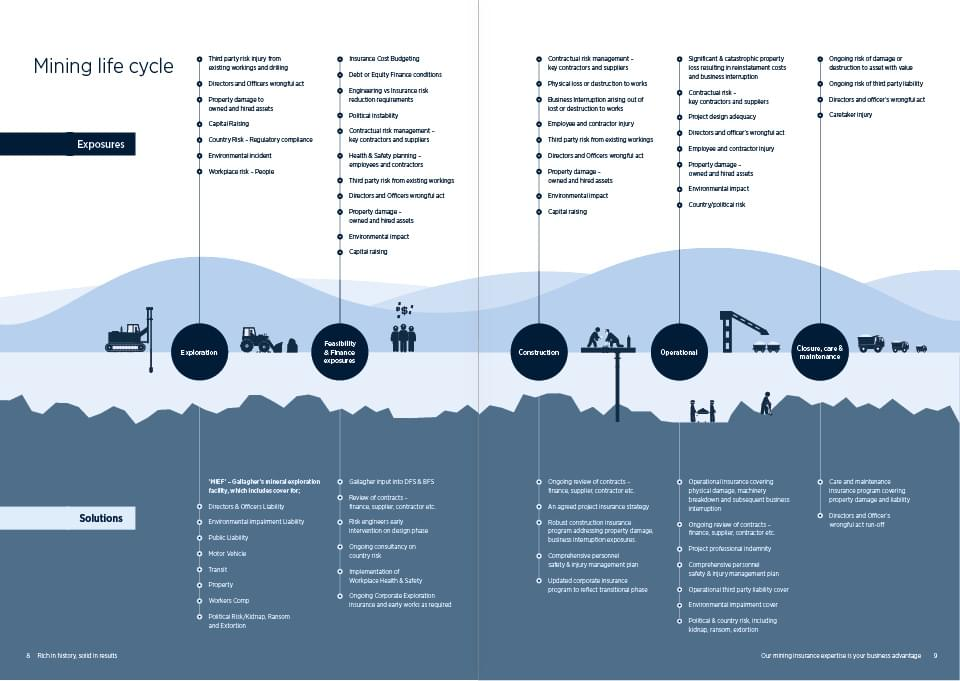 Mining life cycle
Exposures
Third party risk injury from
existing workings and drilling
Directors and Officers wrongful act
Property damage to
owned and hired assets
Capital Raising
Country Risk – Regulatory compliance
Environmental incident
Workplace risk – People
Insurance Cost Budgeting
Debt or Equity Finance conditions
Engineering vs Insurance risk
reduction requirements
Political instability
Contractual risk management –
key contractors and suppliers
Health & Safety planning –
employees and contractors
Third party risk from existing workings
Directors and Officers wrongful act
Property damage –
owned and hired assets
Environmental impact
Capital raising
Contractual risk management –
key contractors and suppliers
Physical loss or destruction to works
Business Interruption arising out of
lost or destruction to works
Employee and contractor injury
Third party risk from existing workings
Directors and Officers wrongful act
Property damage –
owned and hired assets
Environmental impact
Capital raising
Significant & catastrophic property
loss resulting in reinstatement costs
and business interruption
Contractual risk –
key contractors and suppliers
Project design adequacy
Directors and officer's wrongful act
Employee and contractor injury
Property damage –
owned and hired assets
Environmental impact
Country/political risk
Ongoing risk of damage or
destruction to asset with value
Ongoing risk of third party liability
Directors and officer's wrongful act
Caretaker injury
Exploration
Feasibility
& Finance
exposures
$
Construction
Operational
Closure, care &
maintenance
Solutions
'MIEF' – Gallagher's mineral exploration
facility, which includes cover for;
Directors & Officers Liability
Environmental impairment Liability
Public Liability
Motor Vehicle
Transit
Property
Workers Comp
Political Risk/Kidnap, Ransom
and Extortion
Gallagher input into DFS & BFS
Review of contracts –
finance, supplier, contractor etc.
Risk engineers early
intervention on design phase
Ongoing consultancy on
country risk
Implementation of
Workplace Health & Safety
Ongoing Corporate Exploration
insurance and early works as required
Ongoing review of contracts –
finance, supplier, contractor etc.
An agreed project insurance strategy
Robust construction insurance
program addressing property damage,
business interruption exposures.
Comprehensive personnel
safety & injury management plan
Updated corporate insurance
program to reflect transitional phase
Operational insurance covering
physical damage, machinery
breakdown and subsequent business
interruption
Ongoing review of contracts –
finance, supplier, contractor etc.
Project professional indemnity
Comprehensive personnel
safety & injury management plan
Operational third party liability cover
Environmental impairment cover
Political & country risk, including
kidnap, ransom, extortion
Care and maintenance
insurance program covering
property damage and liability
Directors and Officer's
wrongful act run-off
8 Rich in history, solid in results
Our mining insurance expertise is your business advantage 9